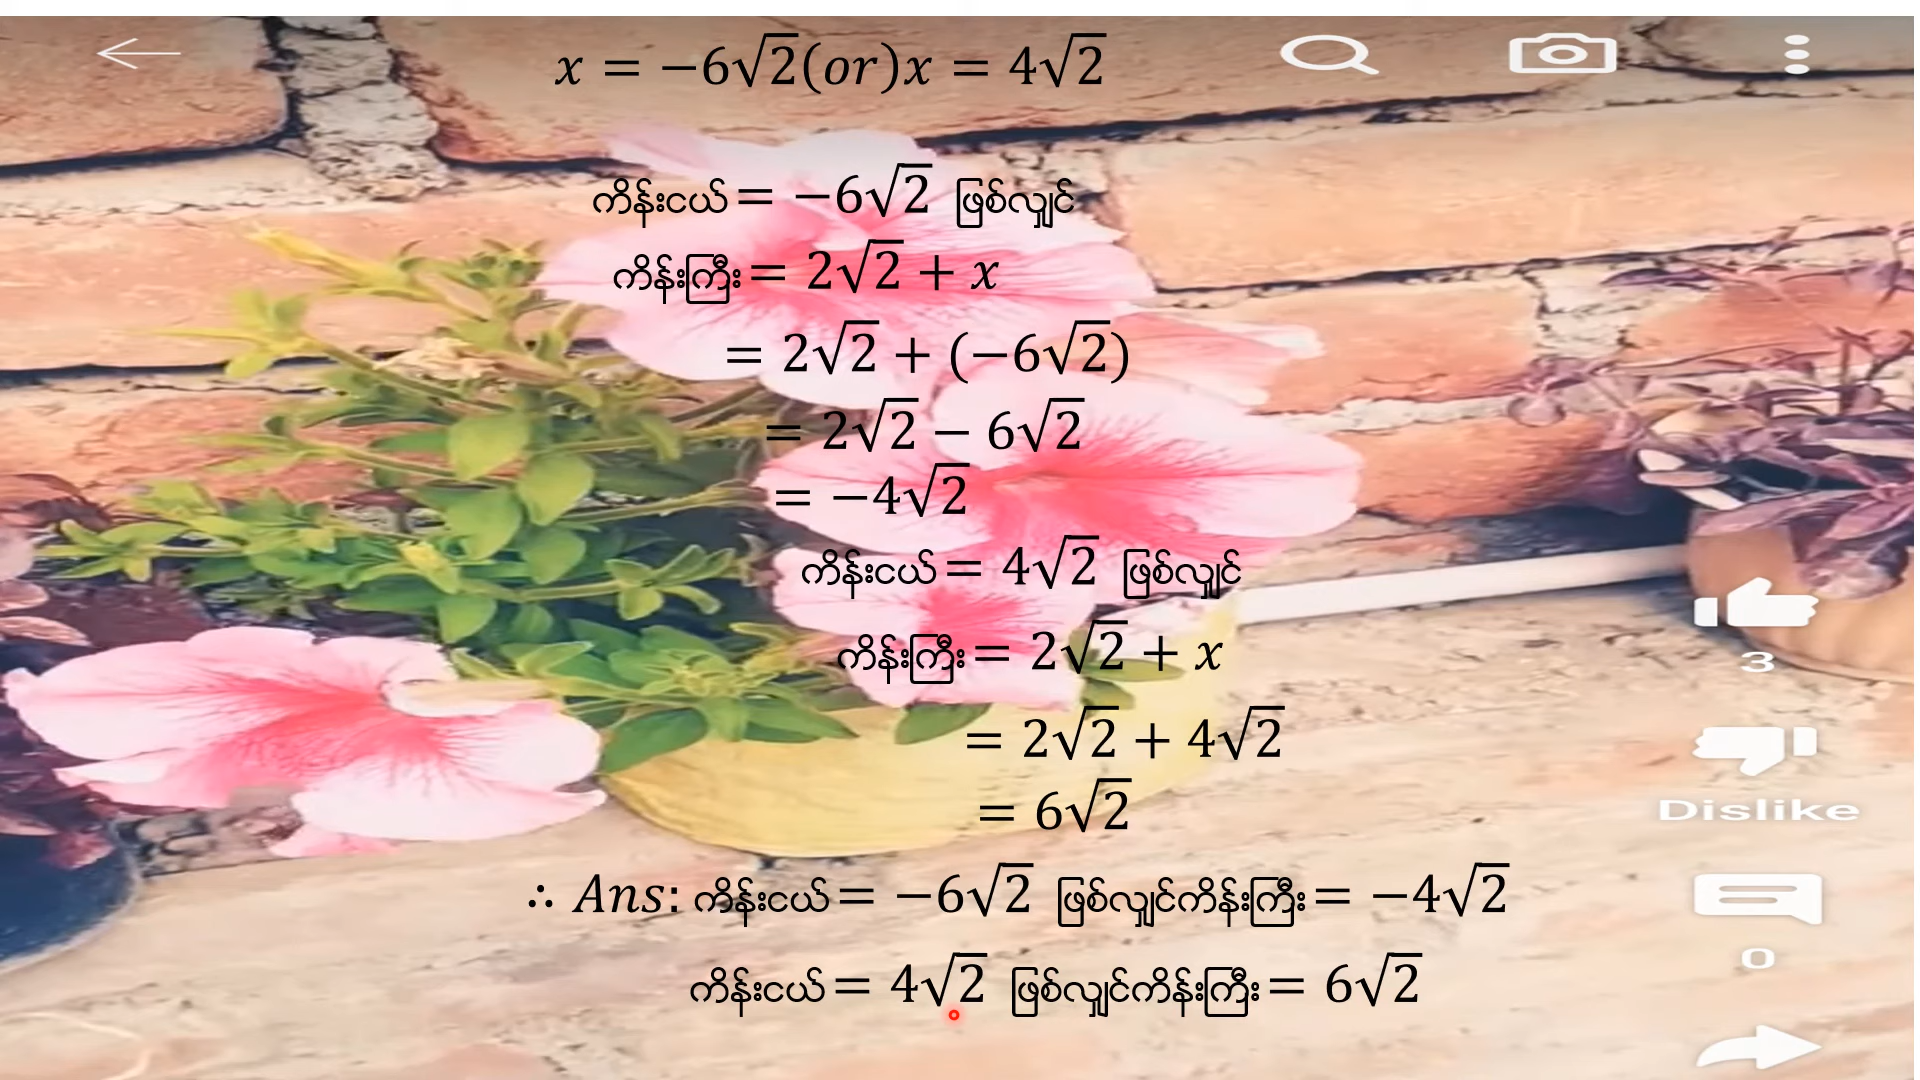 x = −6√2(or)x = 4√2
ကိန်းငယ် = −6√2 ဖြစ်လျှင်
ကိန်းကြီး = 2√2 + x
= 2√2 + (−6√2)
= 2√2 − 6√2
= −4√2
ကိန်းငယ် = 4√2 ဖြစ်လျှင်
ကိန်းကြီး = 2√2 + x
3
= 2√2 + 4√2
= 6√2
Dislike
∴ Ans: ကိန်းငယ် = −6√2 ဖြစ်လျှင်ကိန်းကြီး = −4√2
0
ကိန်းငယ် = 4√2 ဖြစ်လျှင်ကိန်းကြီး = 6√2